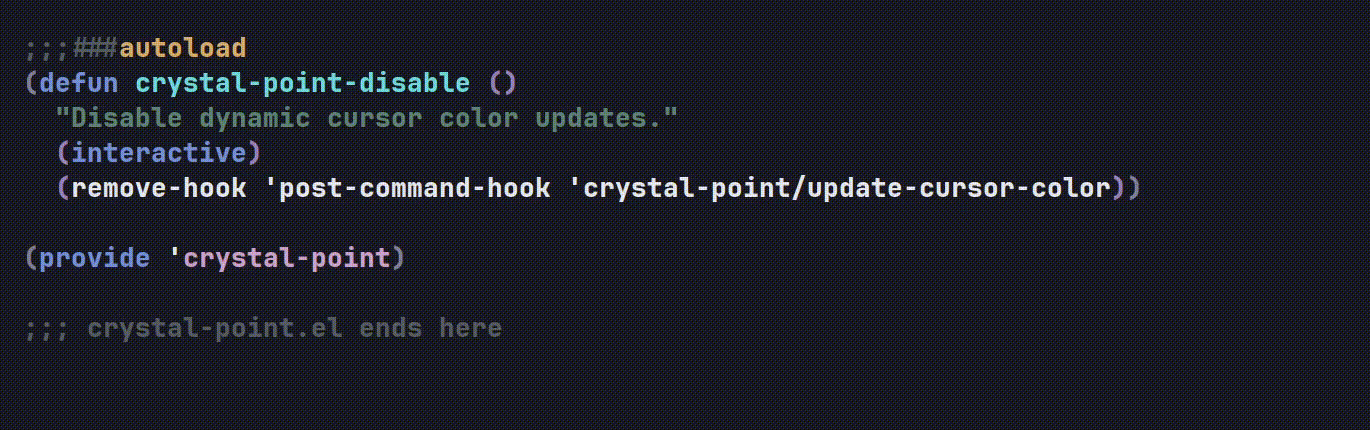 ;;;###autoload
(defun crystal-point-disable ()
  "Disable dynamic cursor color updates."
  (interactive)
  (remove-hook 'post-command-hook 'crystal-point/update-cursor-color))
(provide 'crystal-point)
;;; crystal-point.el ends here